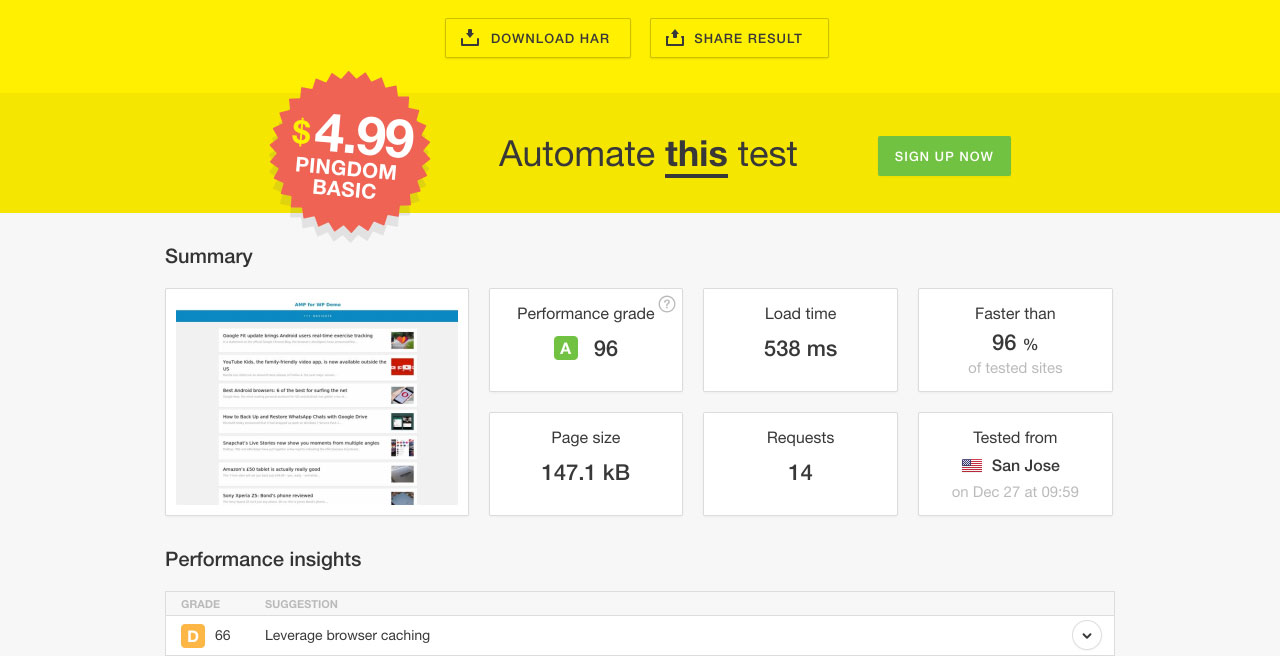 DOWNLOAD HAR
SHARE RESULT
$4.99
PINGDOM
BASIC
Automate this test
SIGN UP NOW
Summary
AMP for WP Demo
NAVIGATE
Google Fit update brings Android users real-time exercise tracking
YouTube Kids, the family-friendly video app, is now available outside the
US
Best Android browsers: 6 of the best for surfing the net
How to Back Up and Restore WhatsApp Chats with Google Drive
Snapchat's Live Stories now show you moments from multiple angles
Amazon's £50 tablet is actually really good
Sony Xperia Z5: Bond's phone reviewed
Performance grade
?
A 96
Load time
538 ms
Faster than
96 %
of tested sites
Page size
147.1 kB
Requests
14
Tested from
San Jose
on Dec 27 at 09:59
Performance insights
GRADE SUGGESTION
D 66 Leverage browser caching